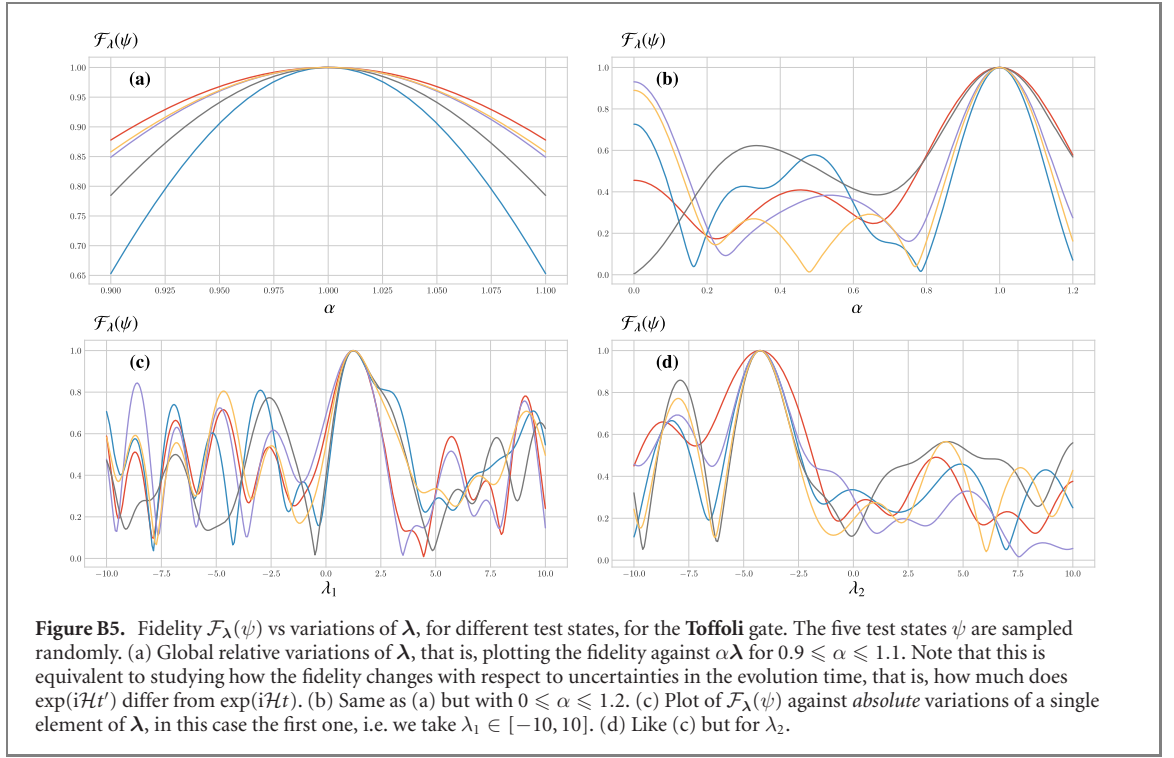 𝓕_λ(ψ)
𝓕_λ(ψ)
(a)
(b)
1.00
0.95
0.90
0.85
0.80
0.75
0.70
0.65
0.900 0.925 0.950 0.975 1.000 1.025 1.050 1.075 1.100
α
1.0
0.8
0.6
0.4
0.2
0.0
0.0 0.2 0.4 0.6 0.8 1.0 1.2
α
𝓕_λ(ψ)
𝓕_λ(ψ)
(c)
(d)
1.0
0.8
0.6
0.4
0.2
0.0
−10.0 −7.5 −5.0 −2.5 0.0 2.5 5.0 7.5 10.0
λ₁
1.0
0.8
0.6
0.4
0.2
0.0
−10.0 −7.5 −5.0 −2.5 0.0 2.5 5.0 7.5 10.0
λ₂
Figure B5. Fidelity 𝓕_λ(ψ) vs variations of λ, for different test states, for the Toffoli gate. The five test states ψ are sampled
randomly. (a) Global relative variations of λ, that is, plotting the fidelity against αλ for 0.9 ⩽ α ⩽ 1.1. Note that this is
equivalent to studying how the fidelity changes with respect to uncertainties in the evolution time, that is, how much does
exp(iℋt′) differ from exp(iℋt). (b) Same as (a) but with 0 ⩽ α ⩽ 1.2. (c) Plot of 𝓕_λ(ψ) against absolute variations of a single
element of λ, in this case the first one, i.e. we take λ₁ ∈ [−10, 10]. (d) Like (c) but for λ₂.